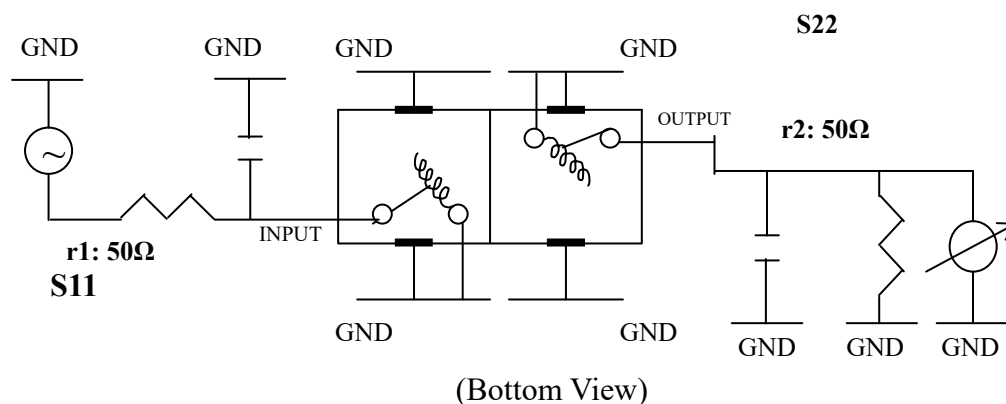 S22
GND
GND
GND
GND
OUTPUT
r2: 50Ω
INPUT
r1: 50Ω
S11
GND
GND
GND
GND
GND
(Bottom View)